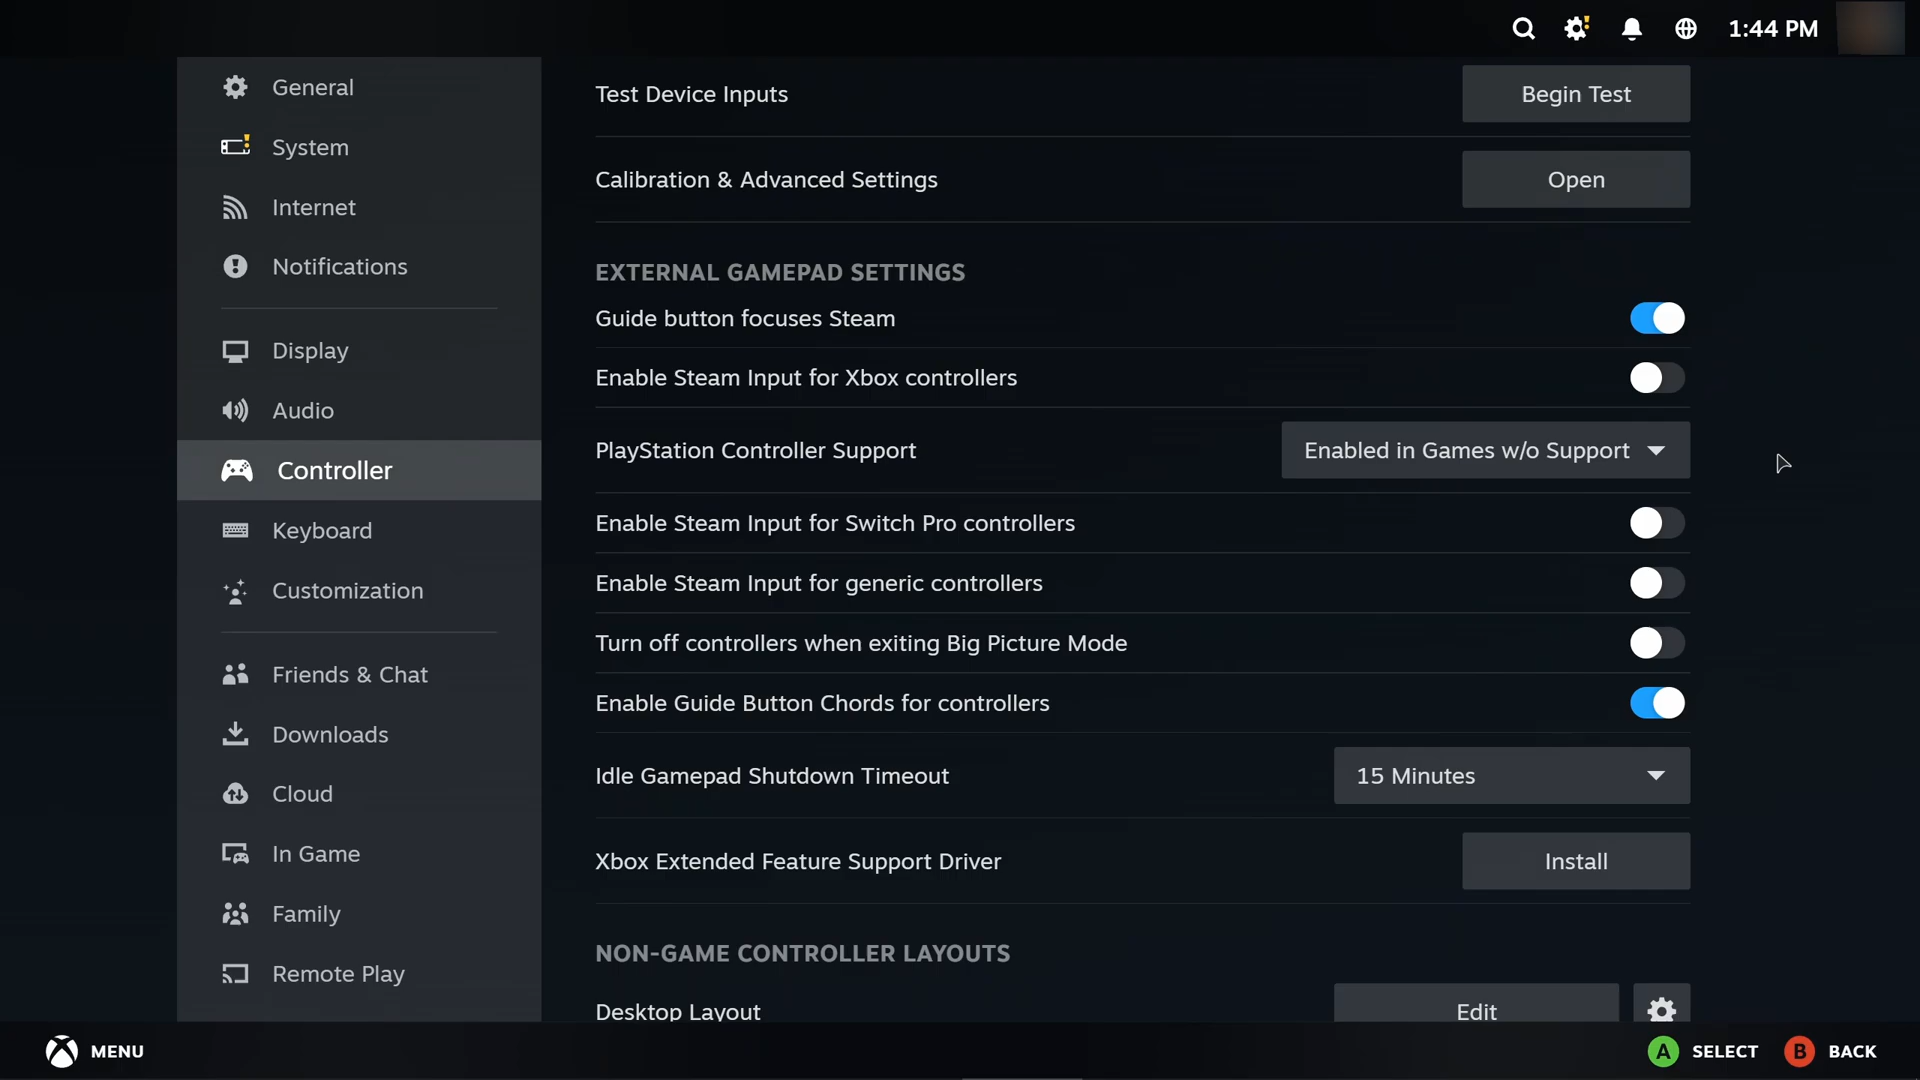 1:44 PM
General
System
Internet
Notifications
Display
Audio
Controller
Keyboard
Customization
Friends & Chat
Downloads
Cloud
In Game
Family
Remote Play
Test Device Inputs
Begin Test
Calibration & Advanced Settings
Open
EXTERNAL GAMEPAD SETTINGS
Guide button focuses Steam
Enable Steam Input for Xbox controllers
PlayStation Controller Support
Enabled in Games w/o Support
Enable Steam Input for Switch Pro controllers
Enable Steam Input for generic controllers
Turn off controllers when exiting Big Picture Mode
Enable Guide Button Chords for controllers
Idle Gamepad Shutdown Timeout
15 Minutes
Xbox Extended Feature Support Driver
Install
NON-GAME CONTROLLER LAYOUTS
Desktop Layout
Edit
MENU
A SELECT
B BACK